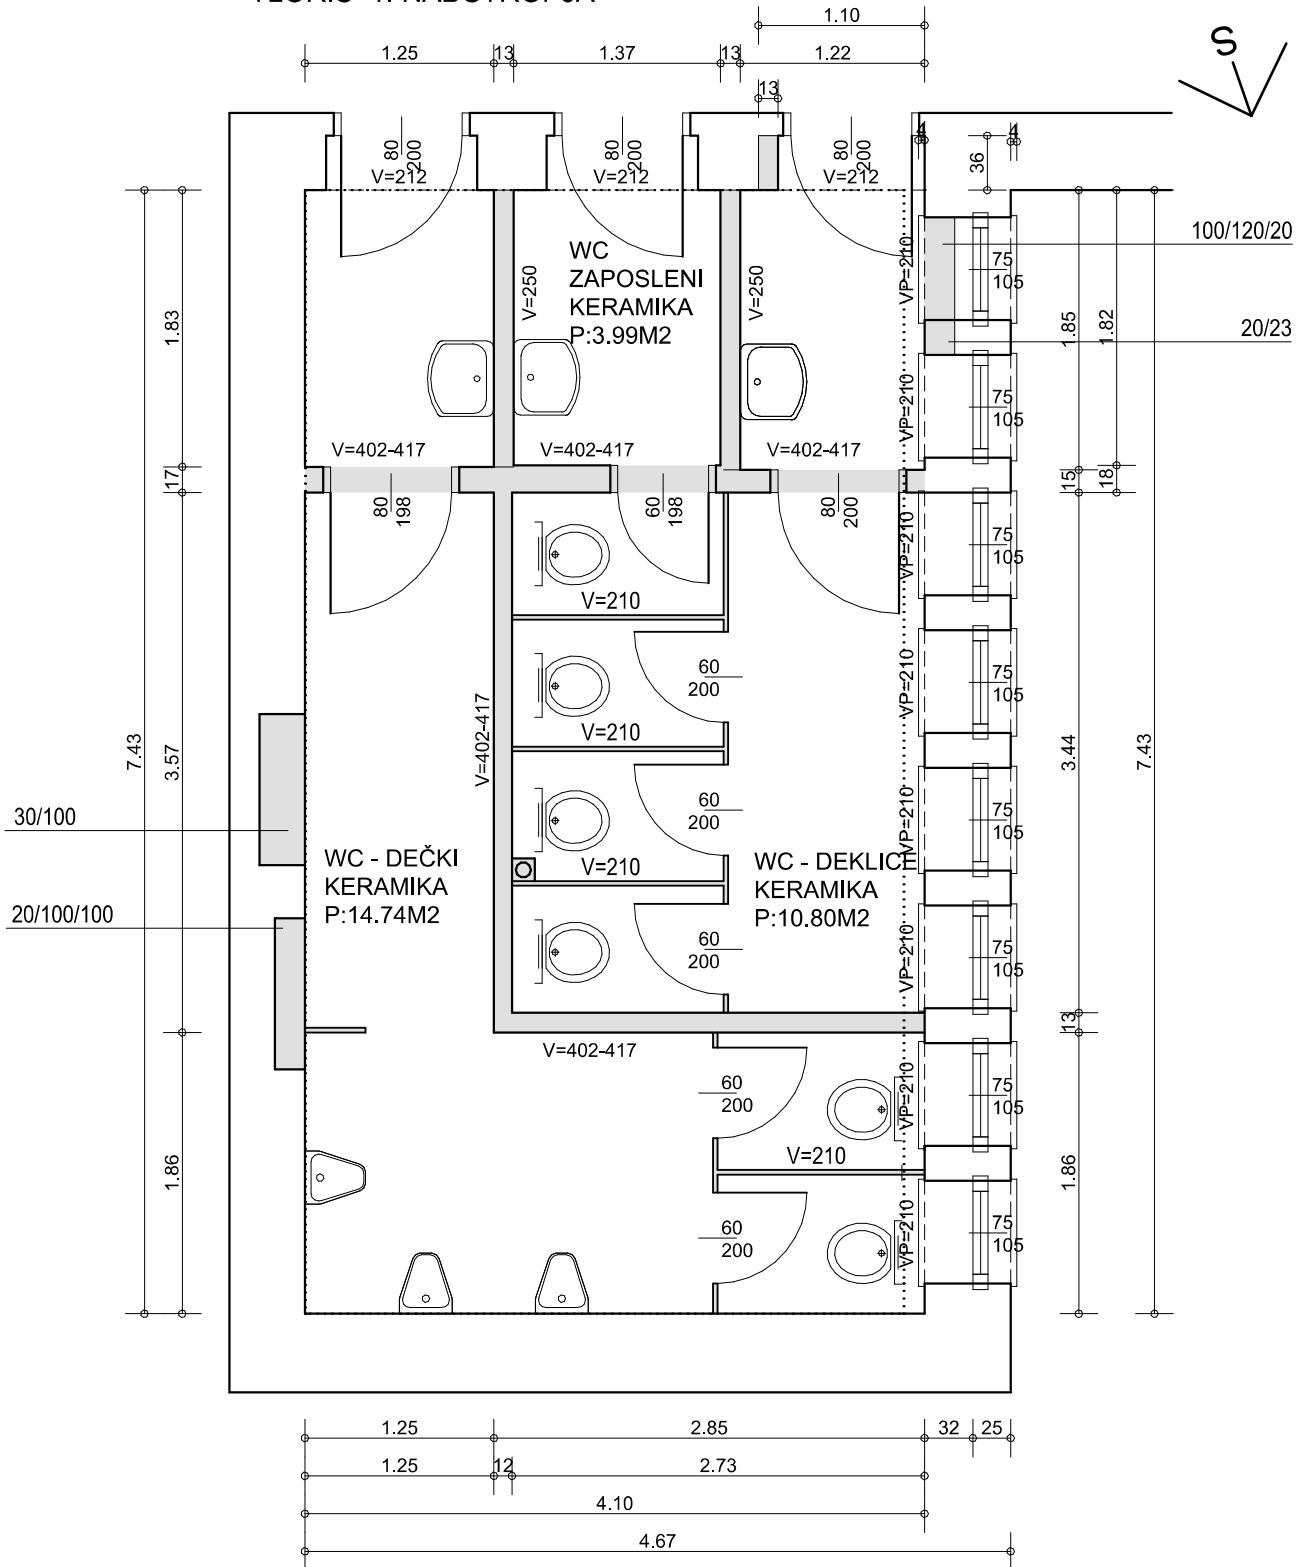 1.10
1.25
13
1.37
13
1.22
13
S
80
200
V=212
80
200
V=212
80
200
V=212
4
36
4
100/120/20
20/23
WC
ZAPOSLENI
KERAMIKA
P:3.99M2
V=250
V=250
VP=210
75
105
VP=210
75
105
VP=210
75
105
VP=210
75
105
VP=210
75
105
VP=210
75
105
VP=210
75
105
VP=210
75
105
1.83
17
7.43
3.57
1.86
1.85
1.82
15
18
3.44
7.43
13
1.86
V=402-417
V=402-417
V=402-417
80
198
60
198
80
200
V=210
60
200
V=210
V=402-417
60
200
V=210
60
200
30/100
20/100/100
WC - DEČKI
KERAMIKA
P:14.74M2
WC - DEKLICE
KERAMIKA
P:10.80M2
V=402-417
60
200
V=210
60
200
1.25
2.85
32
25
1.25
12
2.73
4.10
4.67